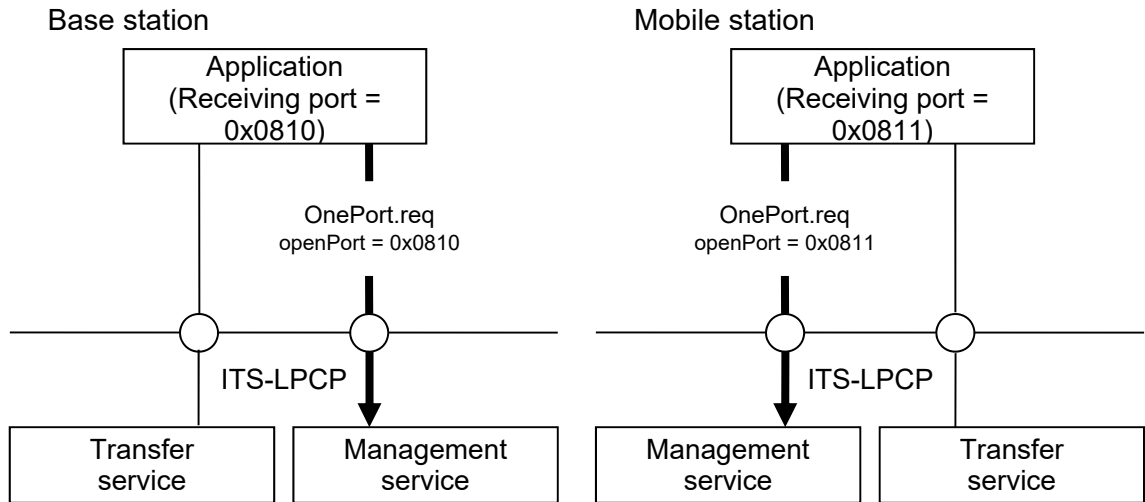 Base station
Mobile station
Application
(Receiving port =
0x0810)
Application
(Receiving port =
0x0811)
OnePort.req
openPort = 0x0810
OnePort.req
openPort = 0x0811
ITS-LPCP
ITS-LPCP
Transfer
service
Management
service
Management
service
Transfer
service